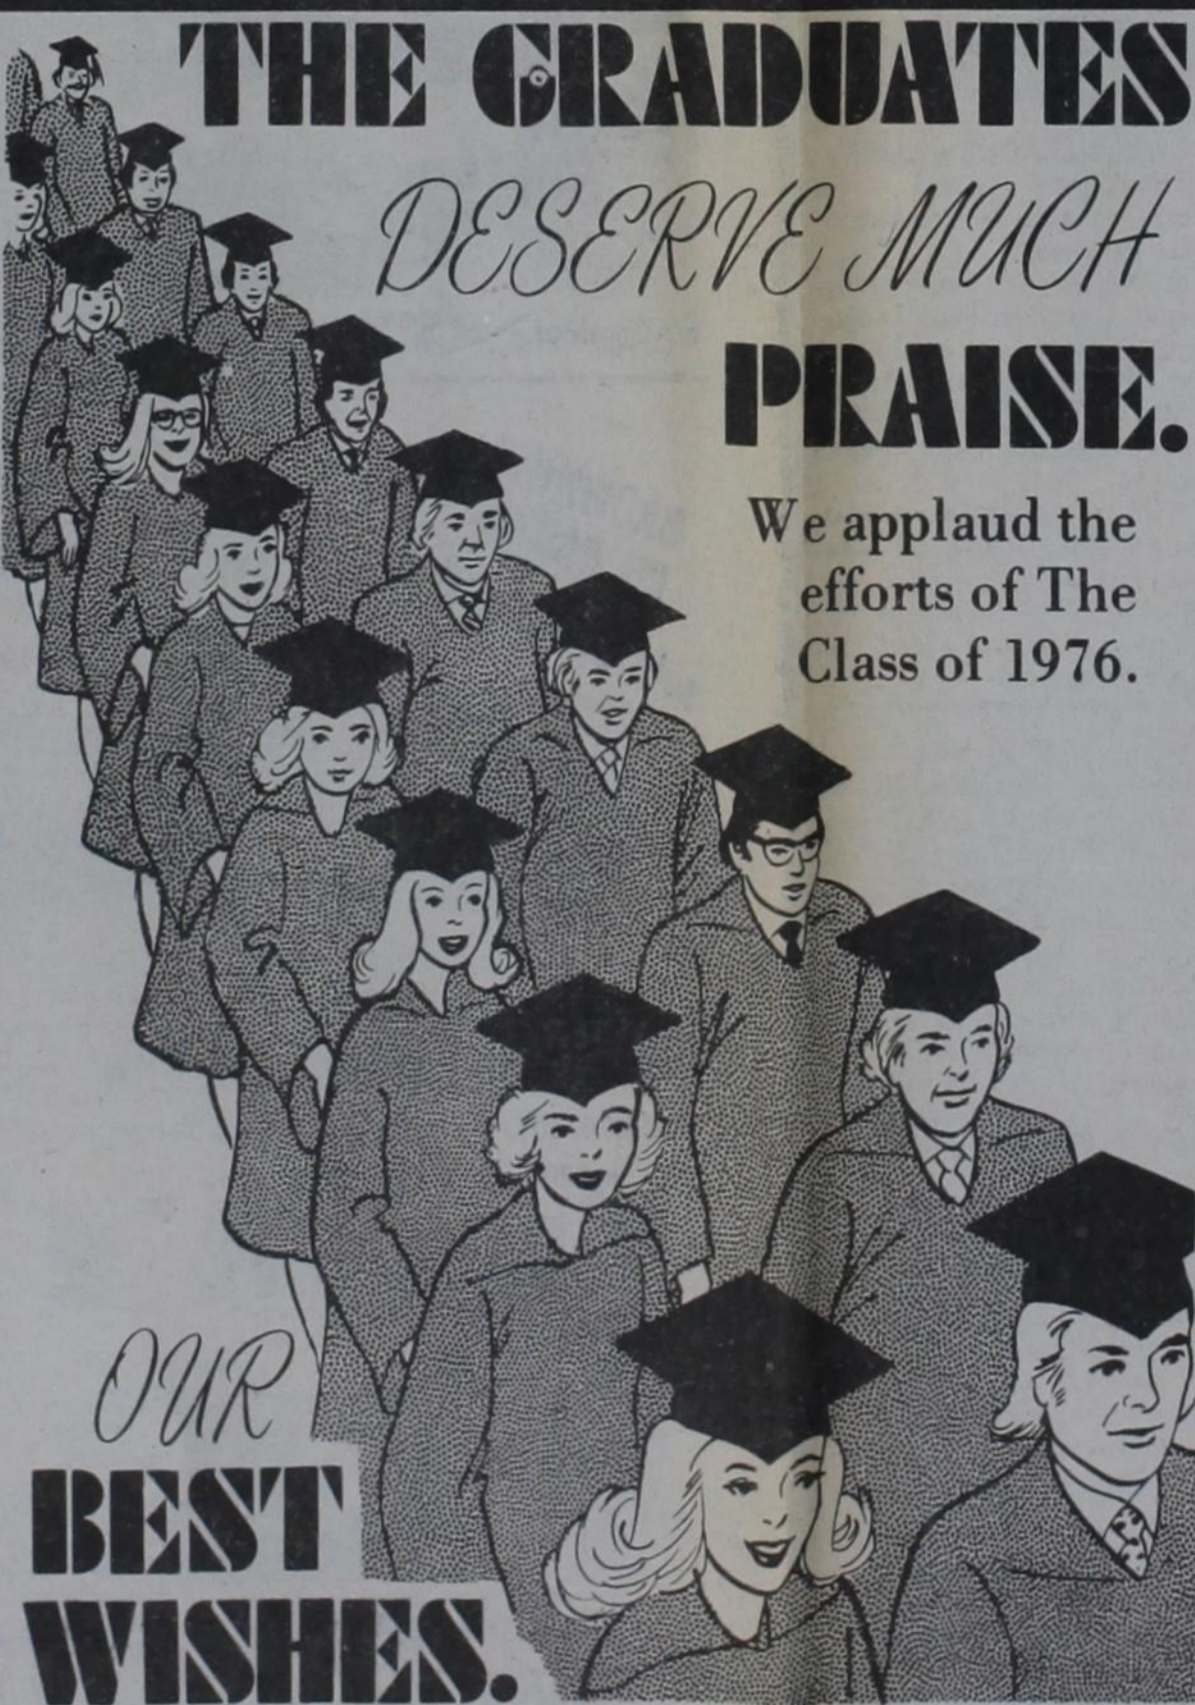 THE GRADUATES
DESERVE MUCH
PRAISE.
We applaud the
efforts of The
Class of 1976.
OUR
BEST
WISHES.